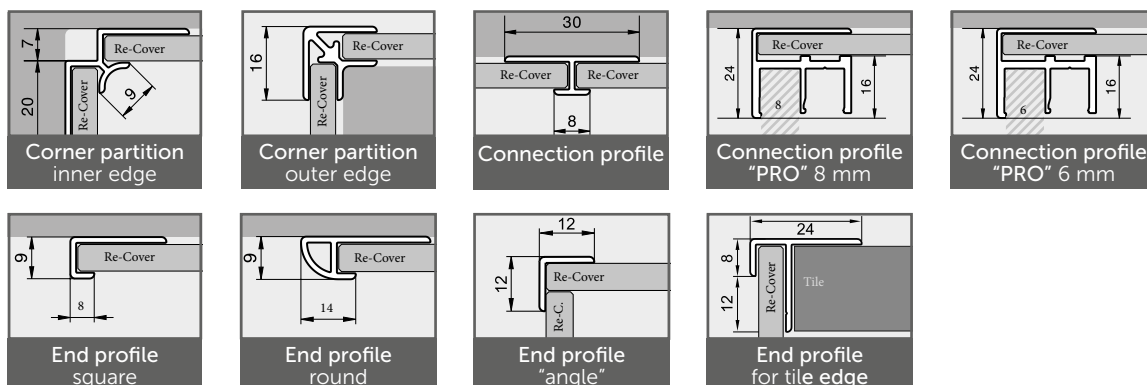 7
Re-Cover
20
9
Re-Cover
Corner partition
inner edge
Re-Cover
16
Re-Cover
Corner partition
outer edge
30
Re-Cover
Re-Cover
8
Connection profile
Re-Cover
24
8
16
Connection profile
“PRO” 8 mm
Re-Cover
24
6
16
Connection profile
“PRO” 6 mm
9
Re-Cover
8
End profile
square
9
Re-Cover
14
End profile
round
12
12
Re-Cover
Re-C.
End profile
“angle”
24
8
Re-Cover
Tile
12
End profile
for tile edge